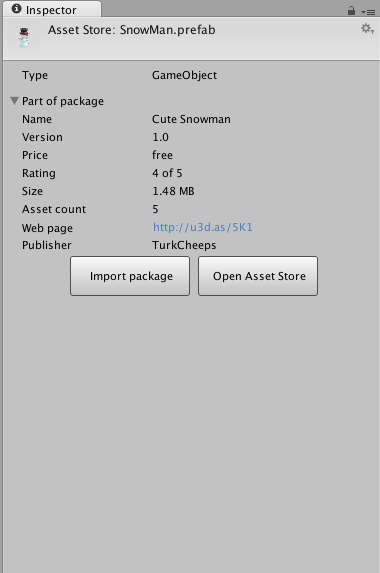 Inspector
Asset Store: SnowMan.prefab
Type GameObject
Part of package
Name Cute Snowman
Version 1.0
Price free
Rating 4 of 5
Size 1.48 MB
Asset count 5
Web page http://u3d.as/5K1
Publisher TurkCheeps
Import package Open Asset Store